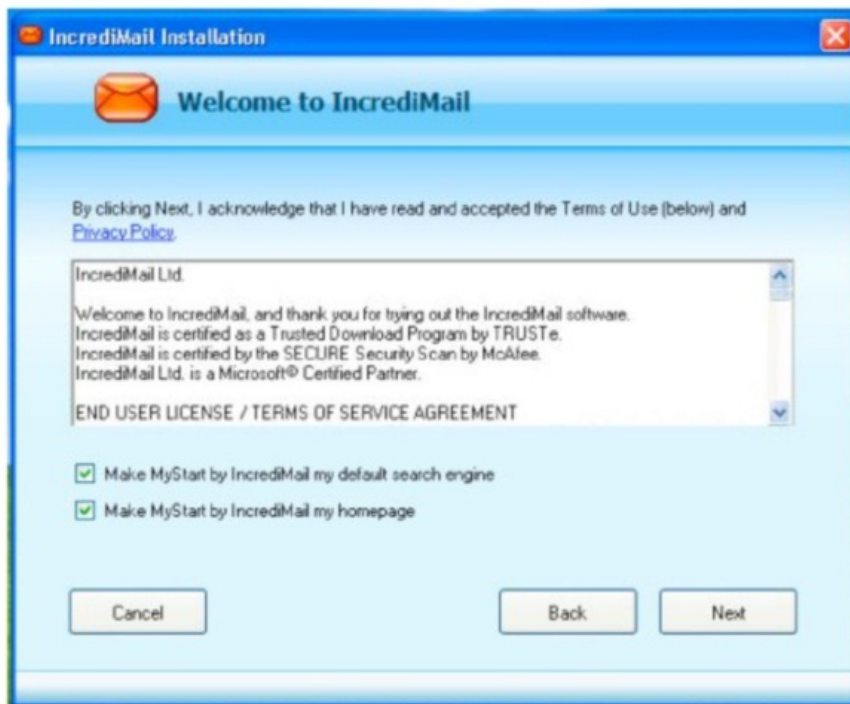 IncrediMail Installation
Welcome to IncrediMail
By clicking Next, I acknowledge that I have read and accepted the Terms of Use (below) and
Privacy Policy.
IncrediMail Ltd.
Welcome to IncrediMail, and thank you for trying out the IncrediMail software.
IncrediMail is certified as a Trusted Download Program by TRUSTe.
IncrediMail is certified by the SECURE Security Scan by McAfee.
IncrediMail Ltd. is a Microsoft© Certified Partner.
END USER LICENSE / TERMS OF SERVICE AGREEMENT
Make MyStart by IncrediMail my default search engine
Make MyStart by IncrediMail my homepage
Cancel Back Next